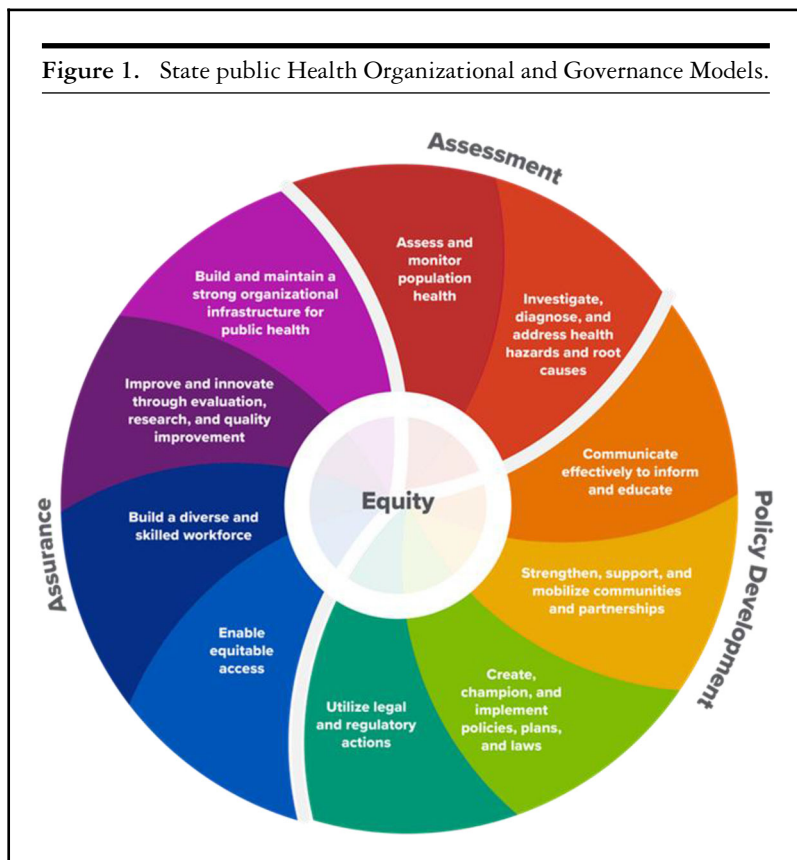 Figure 1. State public Health Organizational and Governance Models.
Assessment
Assess and
monitor
population
health
Investigate,
diagnose, and
address health
hazards and root
causes
Communicate
effectively to inform
and educate
Strengthen, support, and
mobilize communities
and partnerships
Create,
champion, and
implement
policies, plans,
and laws
Utilize legal
and regulatory
actions
Enable
equitable
access
Build a diverse and
skilled workforce
Improve and innovate
through evaluation,
research, and quality
improvement
Build and maintain a
strong organizational
infrastructure for
public health
Equity
Policy Development
Assurance